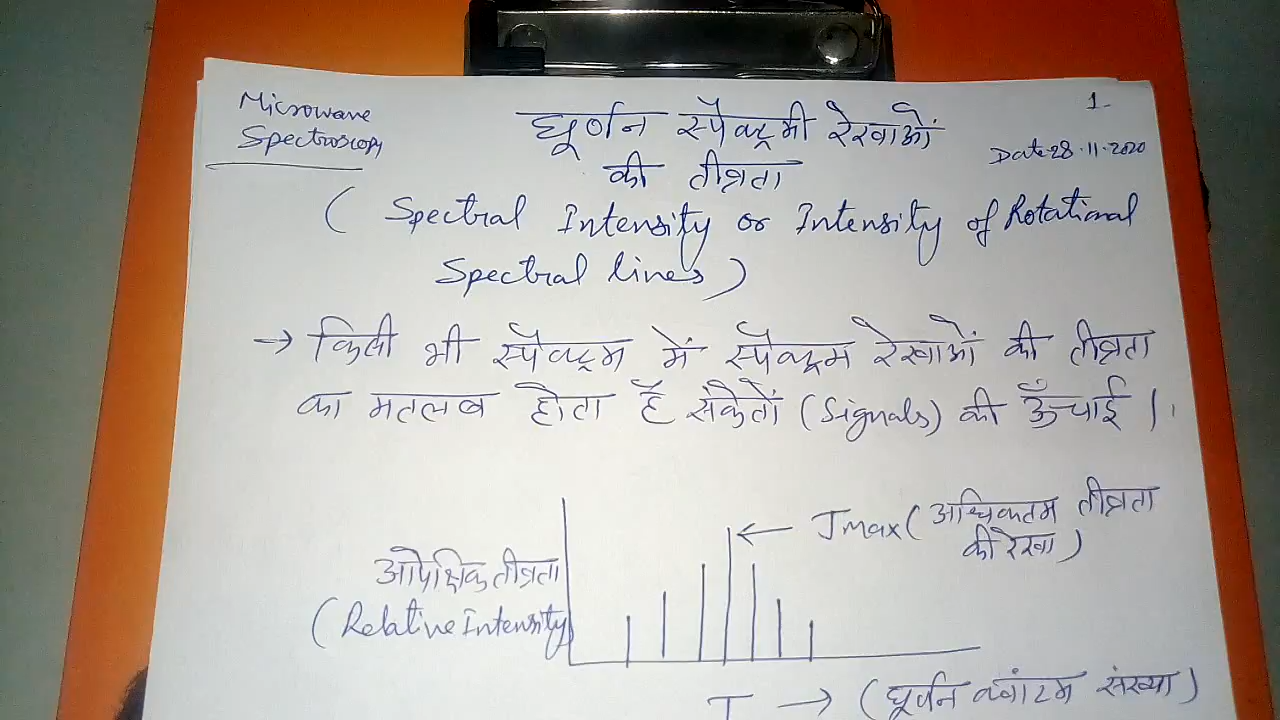 Microwave
Spectroscopy
1-
Date 28.11.2020
घूर्णन स्पैक्ट्रमी रेखाओं
की तीव्रता
( Spectral Intensity or Intensity of Rotational
Spectral lines )
→ किसी भी स्पैक्ट्रम में स्पैक्ट्रम रेखाओं की तीव्रता
का मतलब होता है संकेतों (Signals) की ऊँचाई ।
← Jmax ( अधिकतम तीव्रता
की रेखा )
आपेक्षिक तीव्रता
( Relative Intensity )
J → ( घूर्णन क्वांटम संख्या )